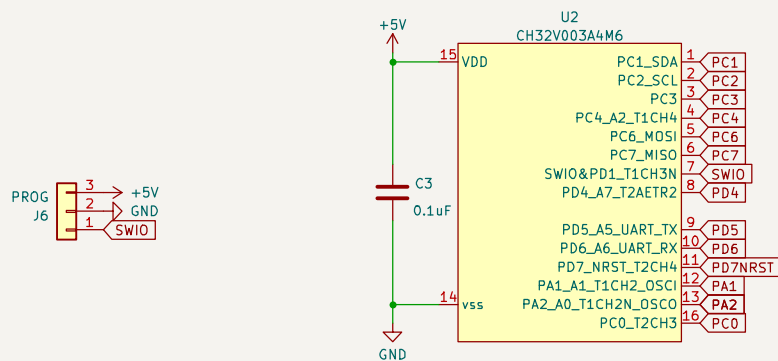 U2
CH32V003A4M6
+5V
15 VDD
PC1_SDA 1 PC1
PC2_SCL 2 PC2
PC3 3 PC3
PC4_A2_T1CH4 4 PC4
PC6_MOSI 5 PC6
PC7_MISO 6 PC7
SWIO&PD1_T1CH3N 7 SWIO
PD4_A7_T2AETR2 8 PD4
PD5_A5_UART_TX 9 PD5
PD6_A6_UART_RX 10 PD6
PD7_NRST_T2CH4 11 PD7NRST
PA1_A1_T1CH2_OSCI 12 PA1
14 vss
PA2_A0_T1CH2N_OSCO 13 PA2
PC0_T2CH3 16 PC0
C3
0.1uF
GND
PROG
J6
3 +5V
2 GND
1 SWIO